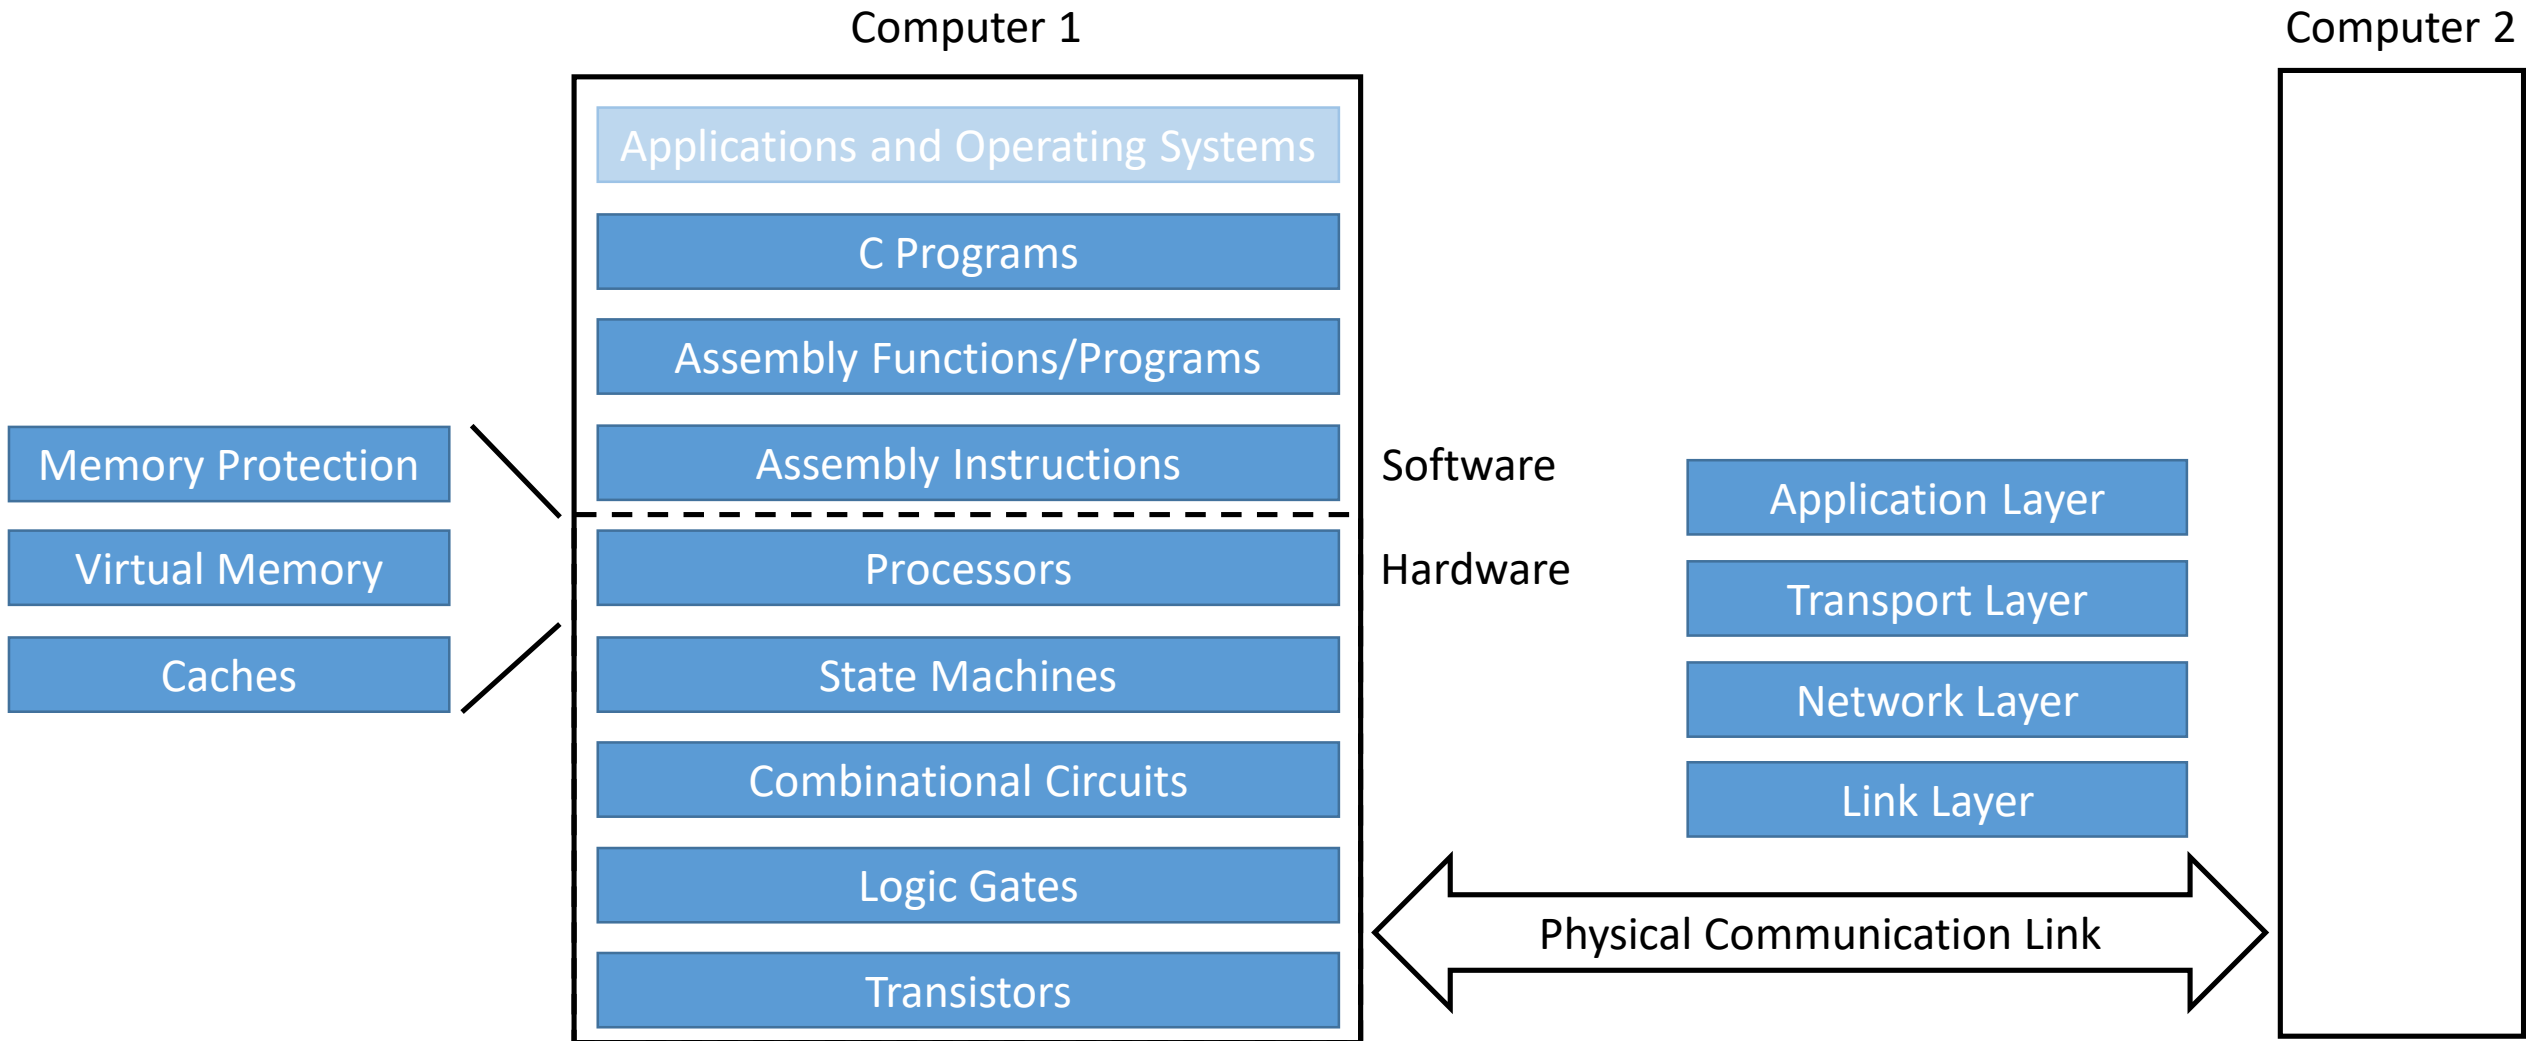 Computer 1
Computer 2
Applications and Operating Systems
C Programs
Assembly Functions/Programs
Assembly Instructions
Processors
State Machines
Combinational Circuits
Logic Gates
Transistors
Memory Protection
Virtual Memory
Caches
Software
Hardware
Application Layer
Transport Layer
Network Layer
Link Layer
Physical Communication Link